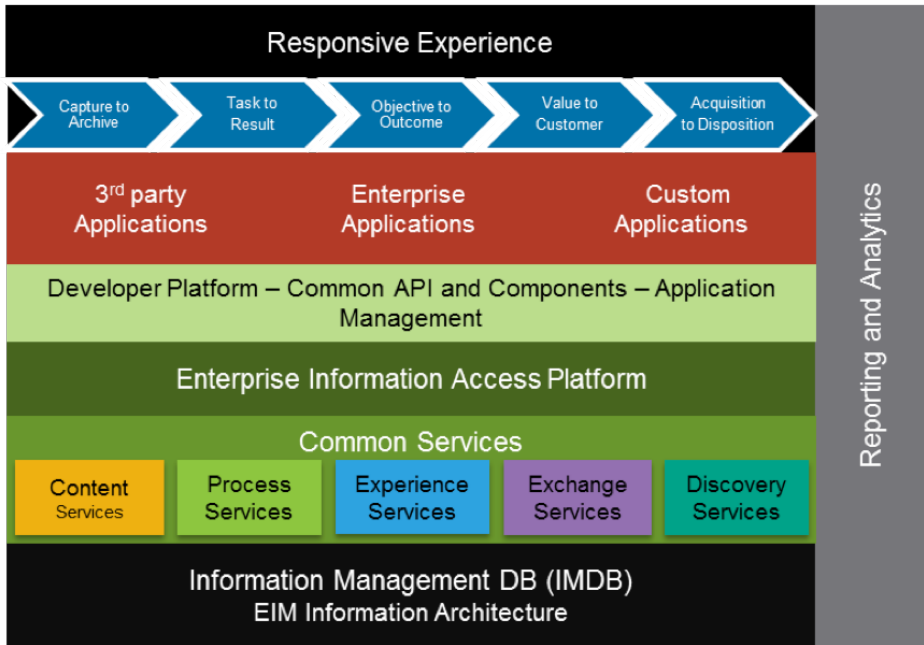 Responsive Experience
Capture to
Archive
Task to
Result
Objective to
Outcome
Value to
Customer
Acquisition
to Disposition
3rd party
Applications
Enterprise
Applications
Custom
Applications
Developer Platform – Common API and Components – Application
Management
Enterprise Information Access Platform
Common Services
Content
Services
Process
Services
Experience
Services
Exchange
Services
Discovery
Services
Information Management DB (IMDB)
EIM Information Architecture
Reporting and Analytics